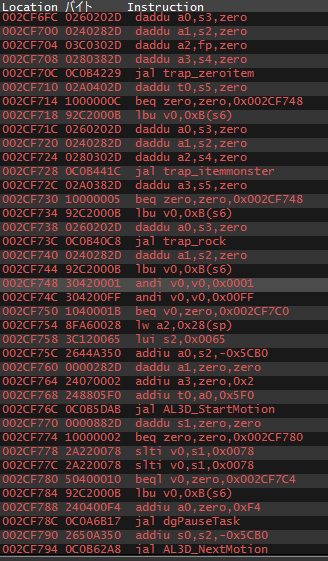 Location バイト Instruction
002CF6FC 0260202D daddu a0,s3,zero
002CF700 0240282D daddu a1,s2,zero
002CF704 03C0302D daddu a2,fp,zero
002CF708 0280382D daddu a3,s4,zero
002CF70C 0C0B4229 jal trap_zeroitem
002CF710 02A0402D daddu t0,s5,zero
002CF714 1000000C beq zero,zero,0x002CF748
002CF718 92C2000B lbu v0,0xB(s6)
002CF71C 0260202D daddu a0,s3,zero
002CF720 0240282D daddu a1,s2,zero
002CF724 0280302D daddu a2,s4,zero
002CF728 0C0B441C jal trap_itemmonster
002CF72C 02A0382D daddu a3,s5,zero
002CF730 10000005 beq zero,zero,0x002CF748
002CF734 92C2000B lbu v0,0xB(s6)
002CF738 0260202D daddu a0,s3,zero
002CF73C 0C0B40C8 jal trap_rock
002CF740 0240282D daddu a1,s2,zero
002CF744 92C2000B lbu v0,0xB(s6)
002CF748 30420001 andi v0,v0,0x0001
002CF74C 304200FF andi v0,v0,0x00FF
002CF750 1040001B beq v0,zero,0x002CF7C0
002CF754 8FA60028 lw a2,0x28(sp)
002CF758 3C120065 lui s2,0x0065
002CF75C 2644A350 addiu a0,s2,-0x5CB0
002CF760 0000282D daddu a1,zero,zero
002CF764 24070002 addiu a3,zero,0x2
002CF768 248805F0 addiu t0,a0,0x5F0
002CF76C 0C0B5DAB jal AL3D_StartMotion
002CF770 0000882D daddu s1,zero,zero
002CF774 10000002 beq zero,zero,0x002CF780
002CF778 2A220078 slti v0,s1,0x0078
002CF77C 2A220078 slti v0,s1,0x0078
002CF780 50400010 beql v0,zero,0x002CF7C4
002CF784 92C2000B lbu v0,0xB(s6)
002CF788 240400F4 addiu a0,zero,0xF4
002CF78C 0C0A6B17 jal dgPauseTask
002CF790 2650A350 addiu s0,s2,-0x5CB0
002CF794 0C0B62A8 jal AL3D_NextMotion